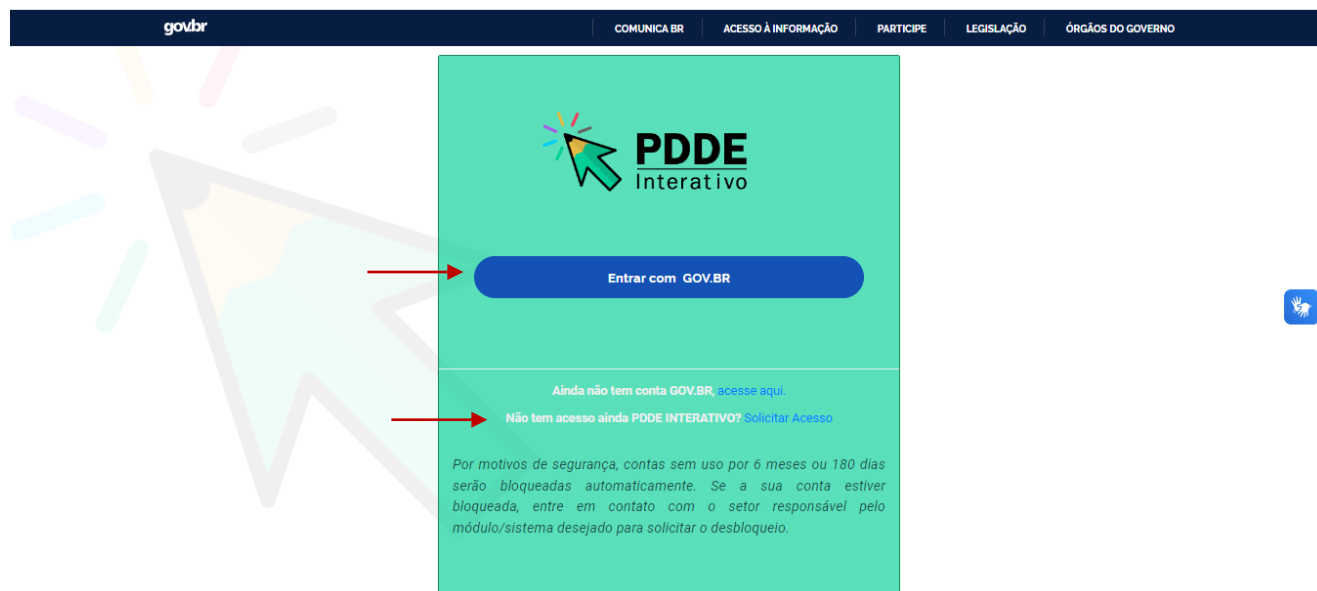 gov.br COMUNICA BR ACESSO À INFORMAÇÃO PARTICIPE LEGISLAÇÃO ÓRGÃOS DO GOVERNO
PDDE
Interativo
Entrar com GOV.BR
Ainda não tem conta GOV.BR, acesse aqui.
Não tem acesso ainda PDDE INTERATIVO? Solicitar Acesso
Por motivos de segurança, contas sem uso por 6 meses ou 180 dias
serão bloqueadas automaticamente. Se a sua conta estiver
bloqueada, entre em contato com o setor responsável pelo
módulo/sistema desejado para solicitar o desbloqueio.